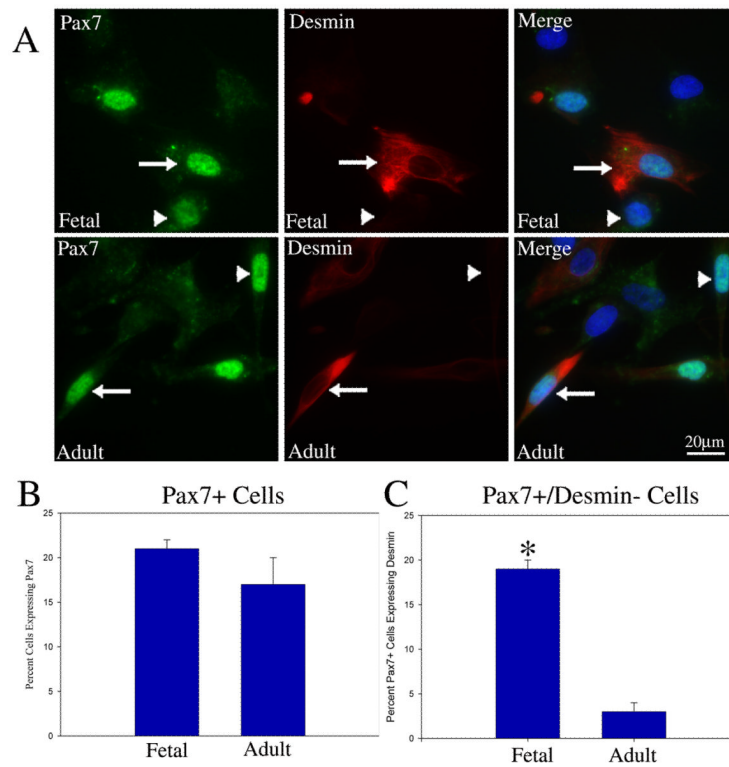 A
Pax7
Desmin
Merge
Fetal
Fetal
Fetal
Pax7
Desmin
Merge
Adult
Adult
Adult
20µm
B
Pax7+ Cells
25
20
15
10
5
0
Percent Cells Expressing Pax7
Fetal
Adult
C
Pax7+/Desmin- Cells
25
20
15
10
5
0
Percent Pax7+ Cells Expressing Desmin
*
Fetal
Adult